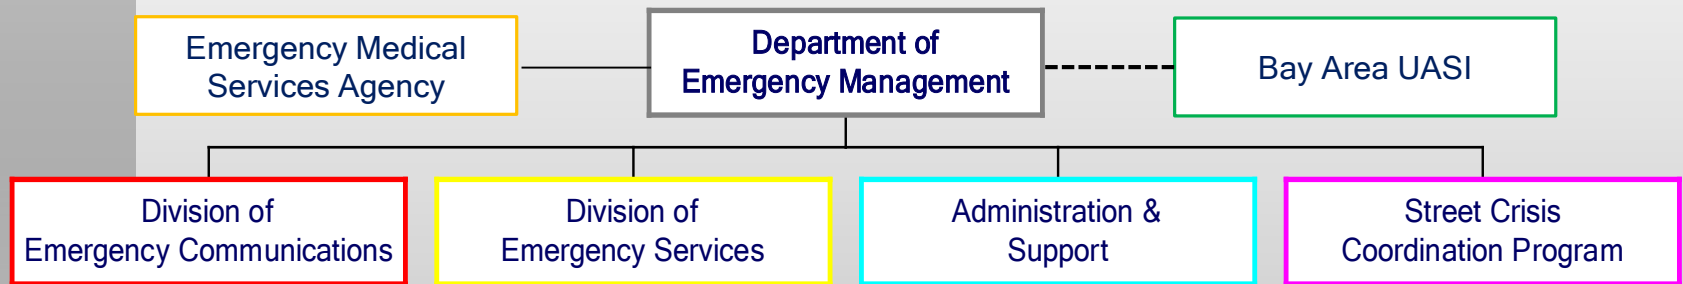 Emergency Medical
Services Agency
Department of
Emergency Management
Bay Area UASI
Division of
Emergency Communications
Division of
Emergency Services
Administration &
Support
Street Crisis
Coordination Program